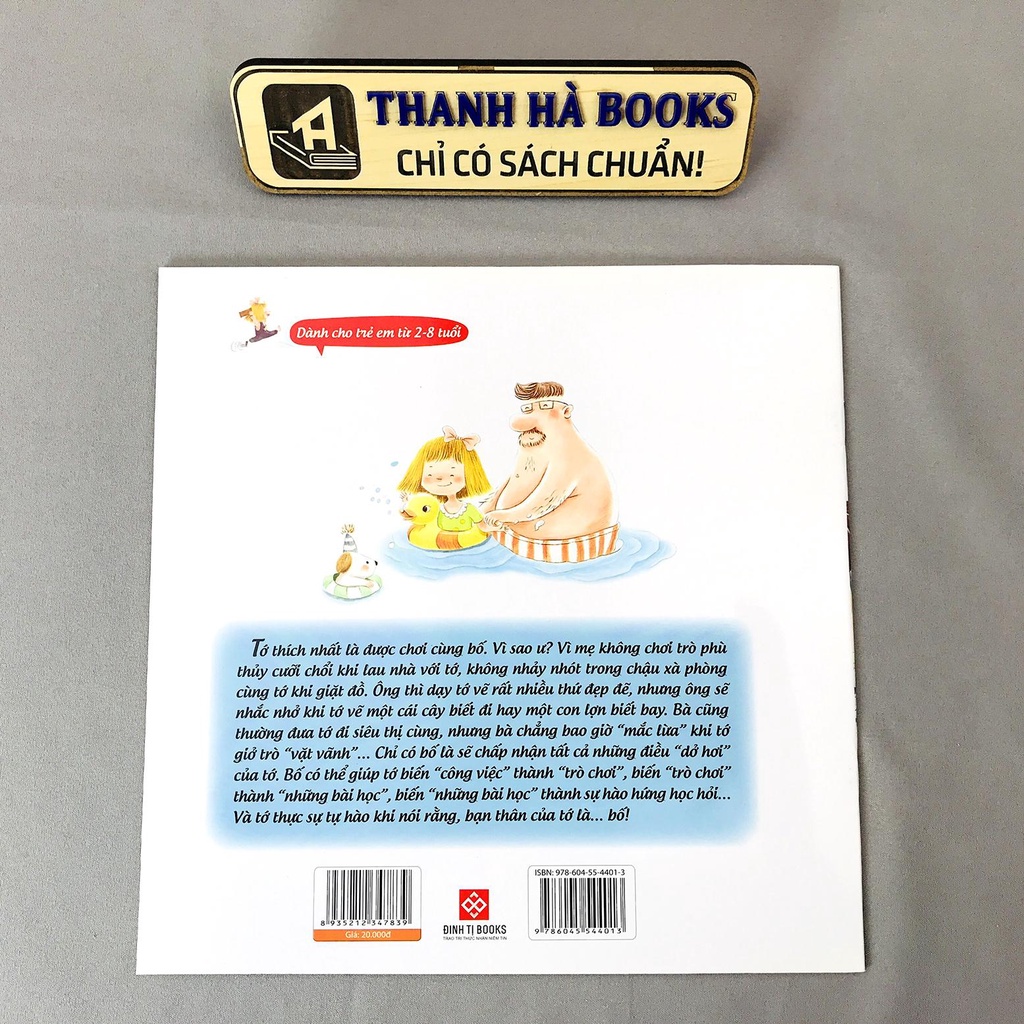 THANH HÀ BOOKS
CHỈ CÓ SÁCH CHUẨN!
Dành cho trẻ em từ 2-8 tuổi
Tớ thích nhất là được chơi cùng bố. Vì sao ư? Vì mẹ không chơi trò phù
thủy cưỡi chổi khi lau nhà với tớ, không nhảy nhót trong chậu xà phòng
cùng tớ khi giặt đồ. Ông thì dạy tớ vẽ rất nhiều thứ đẹp đẽ, nhưng ông sẽ
nhắc nhở khi tớ vẽ một cái cây biết đi hay một con lợn biết bay. Bà cũng
thường đưa tớ đi siêu thị cùng, nhưng bà chẳng bao giờ “mắc lừa” khi tớ
giở trò “vặt vãnh”... Chỉ có bố là sẽ chấp nhận tất cả những điều “dở hơi”
của tớ. Bố có thể giúp tớ biến “công việc” thành “trò chơi”, biến “trò chơi”
thành “những bài học”, biến “những bài học” thành sự hào hứng học hỏi...
Và tớ thực sự tự hào khi nói rằng, bạn thân của tớ là... bố!
8 935212 347839
Giá: 20.000đ
ĐINH TỊ BOOKS
TRAO TRI THỨC NHẬN NIỀM TIN
ISBN: 978-604-55-4401-3
9 786045 544013